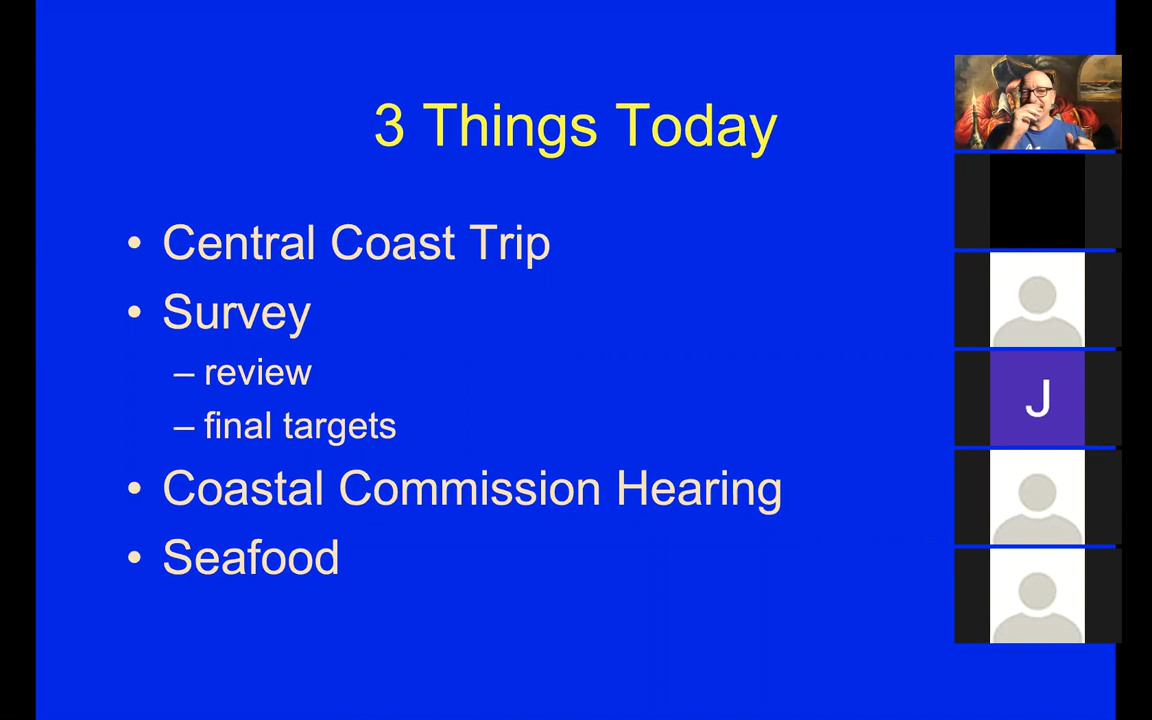 3 Things Today
• Central Coast Trip
• Survey
– review
– final targets
• Coastal Commission Hearing
• Seafood
J